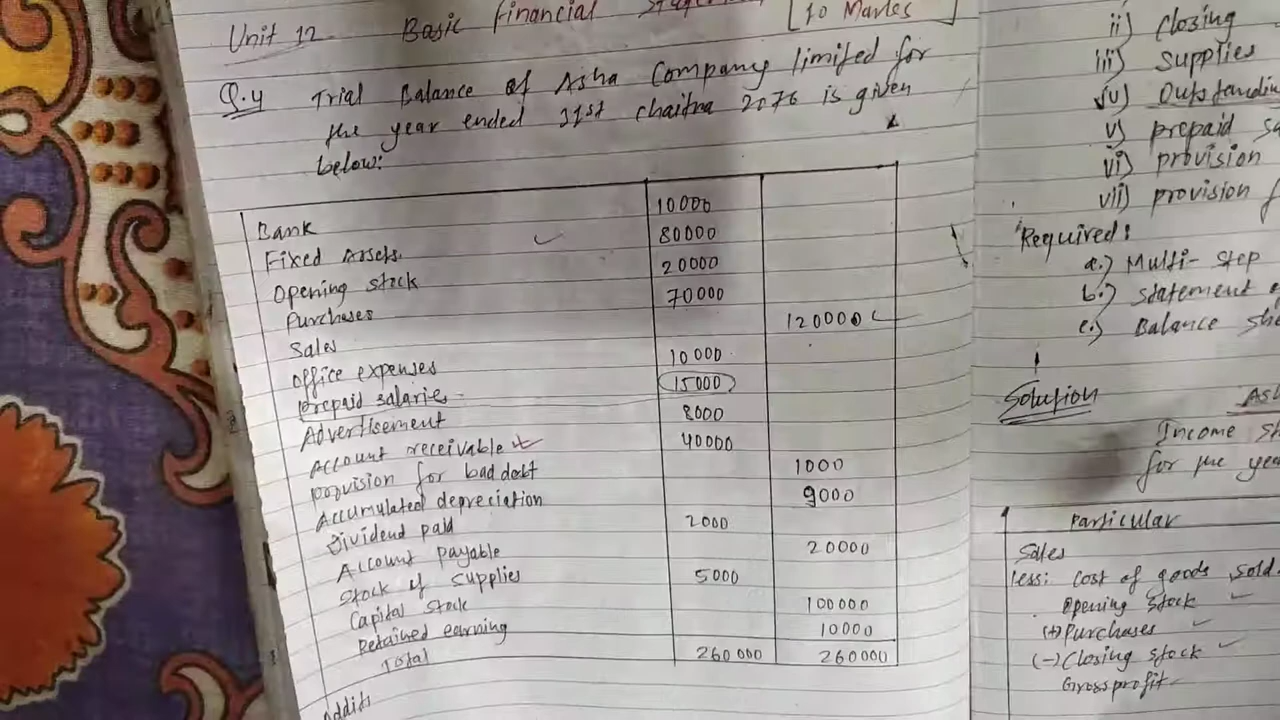 Unit 12 Basic Financial [10 Marks]
Q.4 Trial Balance of Asha Company limited for
the year ended 31st chaitra 2076 is given
below:
Bank 10000
Fixed Assets. 80000
Opening stock 20000
Purchases 70000
Sales 120000
Office expenses 10000
prepaid salaries 15000
Advertisement 8000
Account receivable 40000
provision for bad debt 1000
Accumulated depreciation 9000
Dividend paid 2000
Account payable 20000
Stock of supplies 5000
Capital stock 100000
Retained earning 10000
Total 260000 260000
ii) closing
iii) supplies
iv)
v) prepaid
vi) provision
vii) provision
Required:
a.) Multi-step
b.) statement
c.) Balance
Solution
Income
for the
particular
Sales
less: cost of goods sold.
Opening stock
(+) Purchases
(-) Closing stock
Gross profit